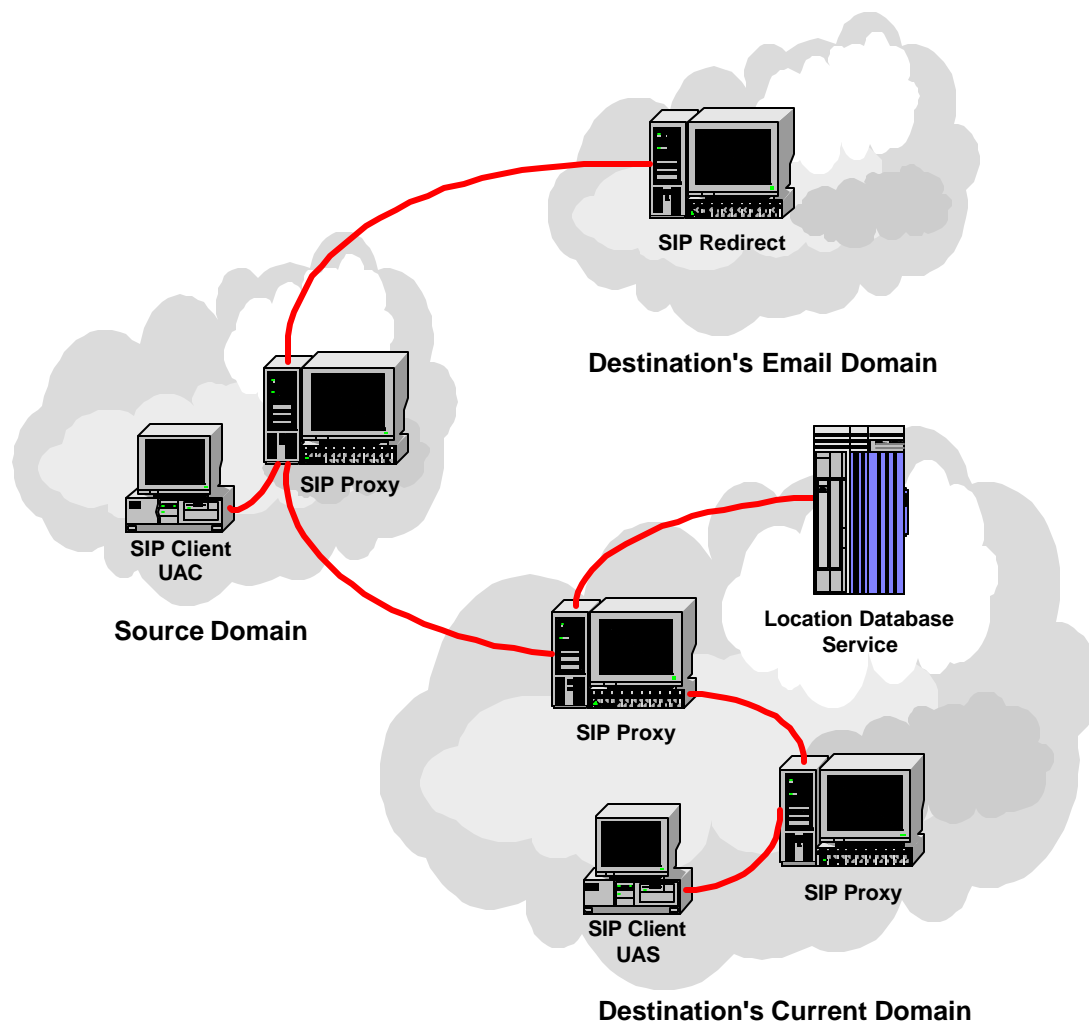 SIP Redirect
Destination's Email Domain
SIP Proxy
SIP Client
UAC
Source Domain
Location Database
Service
SIP Proxy
SIP Proxy
SIP Client
UAS
Destination's Current Domain